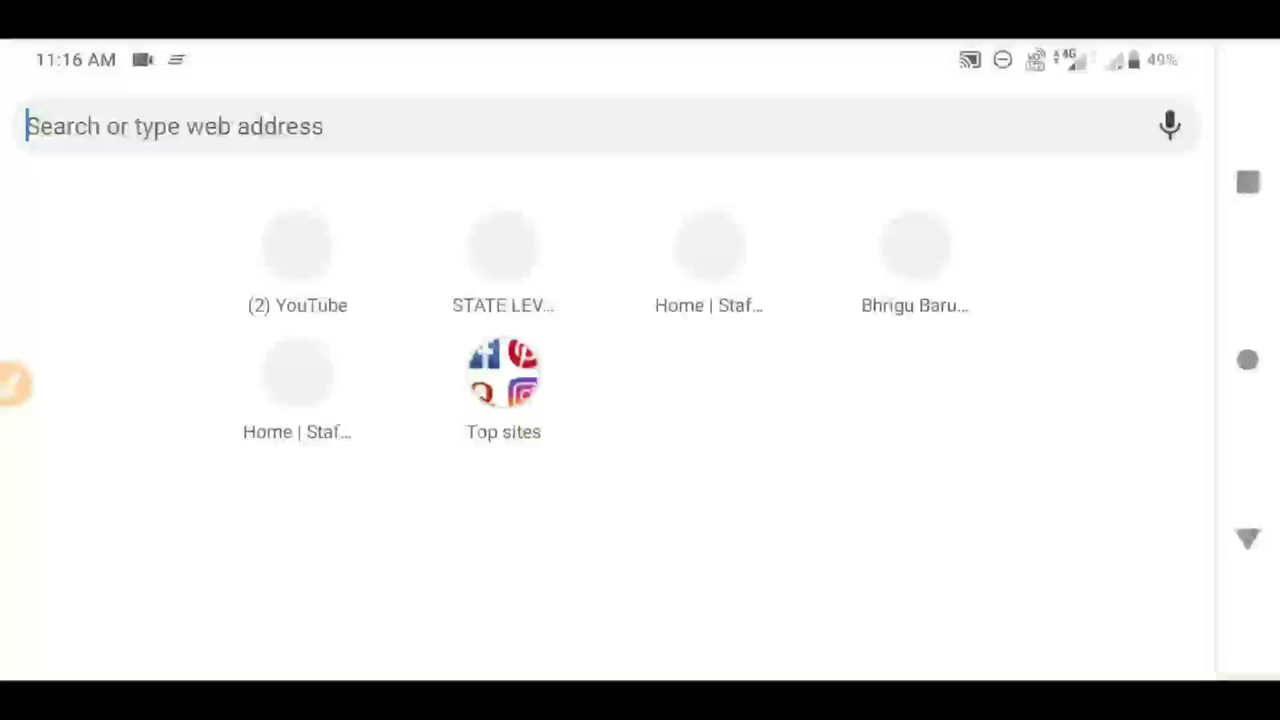 11:16 AM 4G 49%
Search or type web address
(2) YouTube STATE LEV... Home | Staf... Bhrigu Baru...
Home | Staf... Top sites